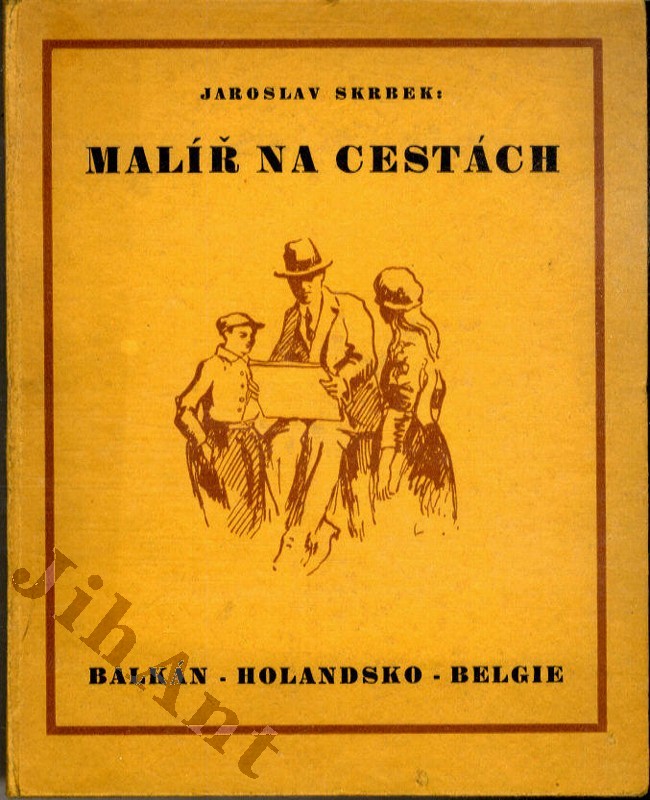 JAROSLAV SKRBEK:
MALÍŘ NA CESTÁCH
BALKÁN - HOLANDSKO - BELGIE
JihAnt